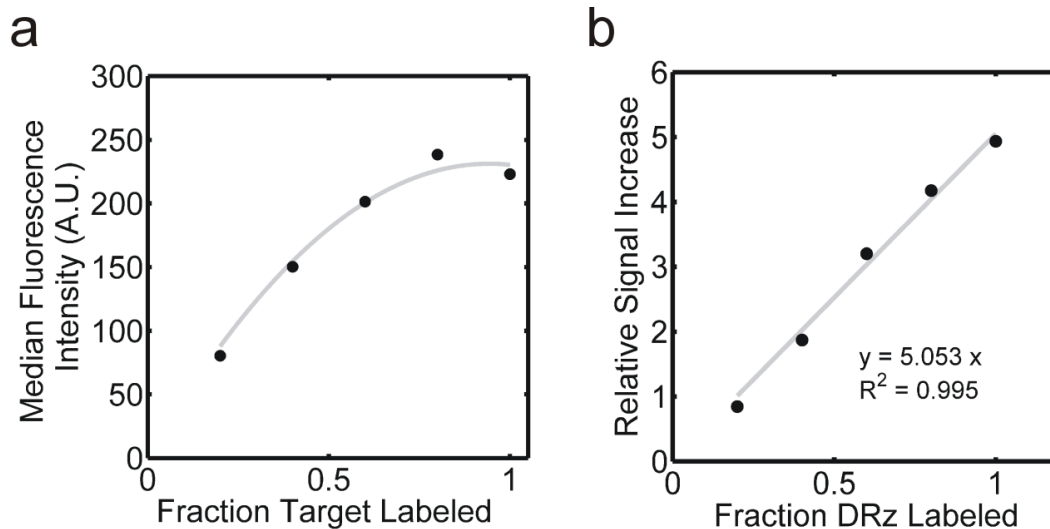 a
300
250
200
150
100
50
0
Median Fluorescence
Intensity (A.U.)
0 0.5 1
Fraction Target Labeled
b
6
5
4
3
2
1
0
Relative Signal Increase
y = 5.053 x
R² = 0.995
0 0.5 1
Fraction DRz Labeled